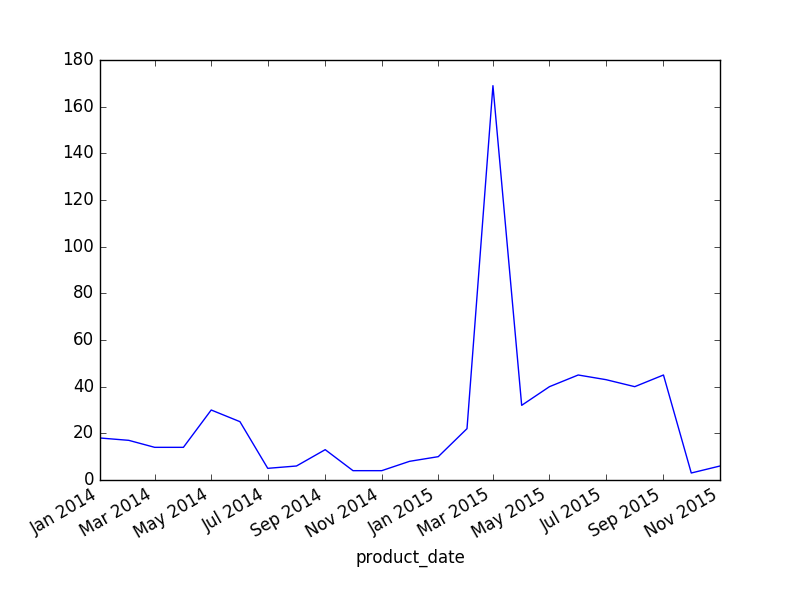 180
160
140
120
100
80
60
40
20
0
Jan 2014
Mar 2014
May 2014
Jul 2014
Sep 2014
Nov 2014
Jan 2015
Mar 2015
May 2015
Jul 2015
Sep 2015
Nov 2015
product_date